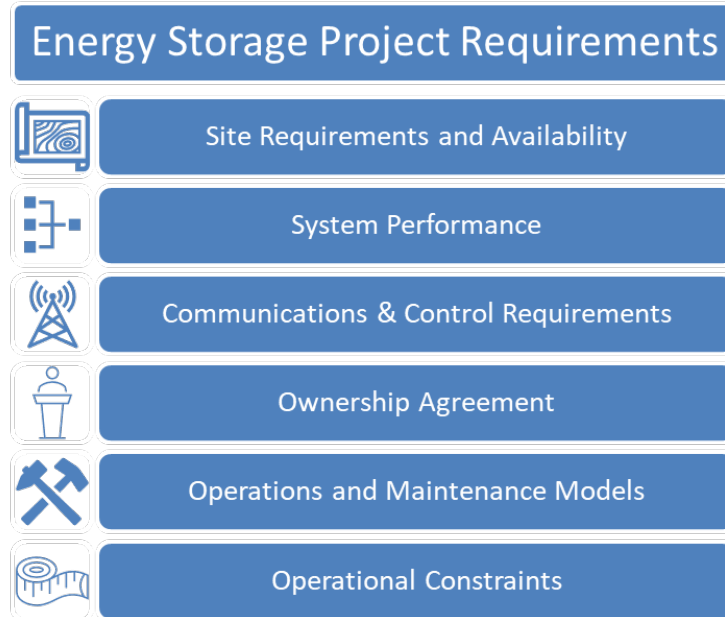 Energy Storage Project Requirements
Site Requirements and Availability
System Performance
Communications & Control Requirements
Ownership Agreement
Operations and Maintenance Models
Operational Constraints